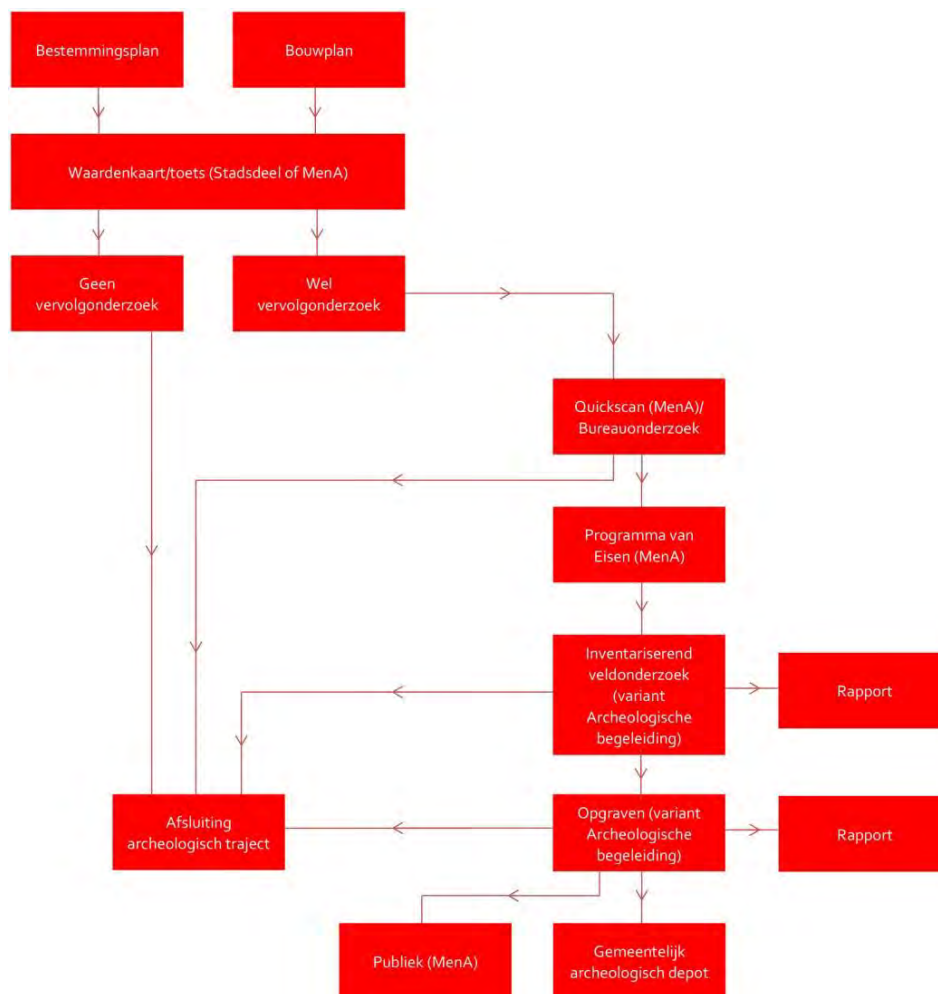 Bestemmingsplan
Bouwplan
Waardenkaart/toets (Stadsdeel of MenA)
Geen
vervolgonderzoek
Wel
vervolgonderzoek
Quickscan (MenA)/
Bureauonderzoek
Programma van
Eisen (MenA)
Inventariserend
veldonderzoek
(variant
Archeologische
begeleiding)
Rapport
Afsluiting
archeologisch traject
Opgraven (variant
Archeologische
begeleiding)
Rapport
Publiek (MenA)
Gemeentelijk
archeologisch depot